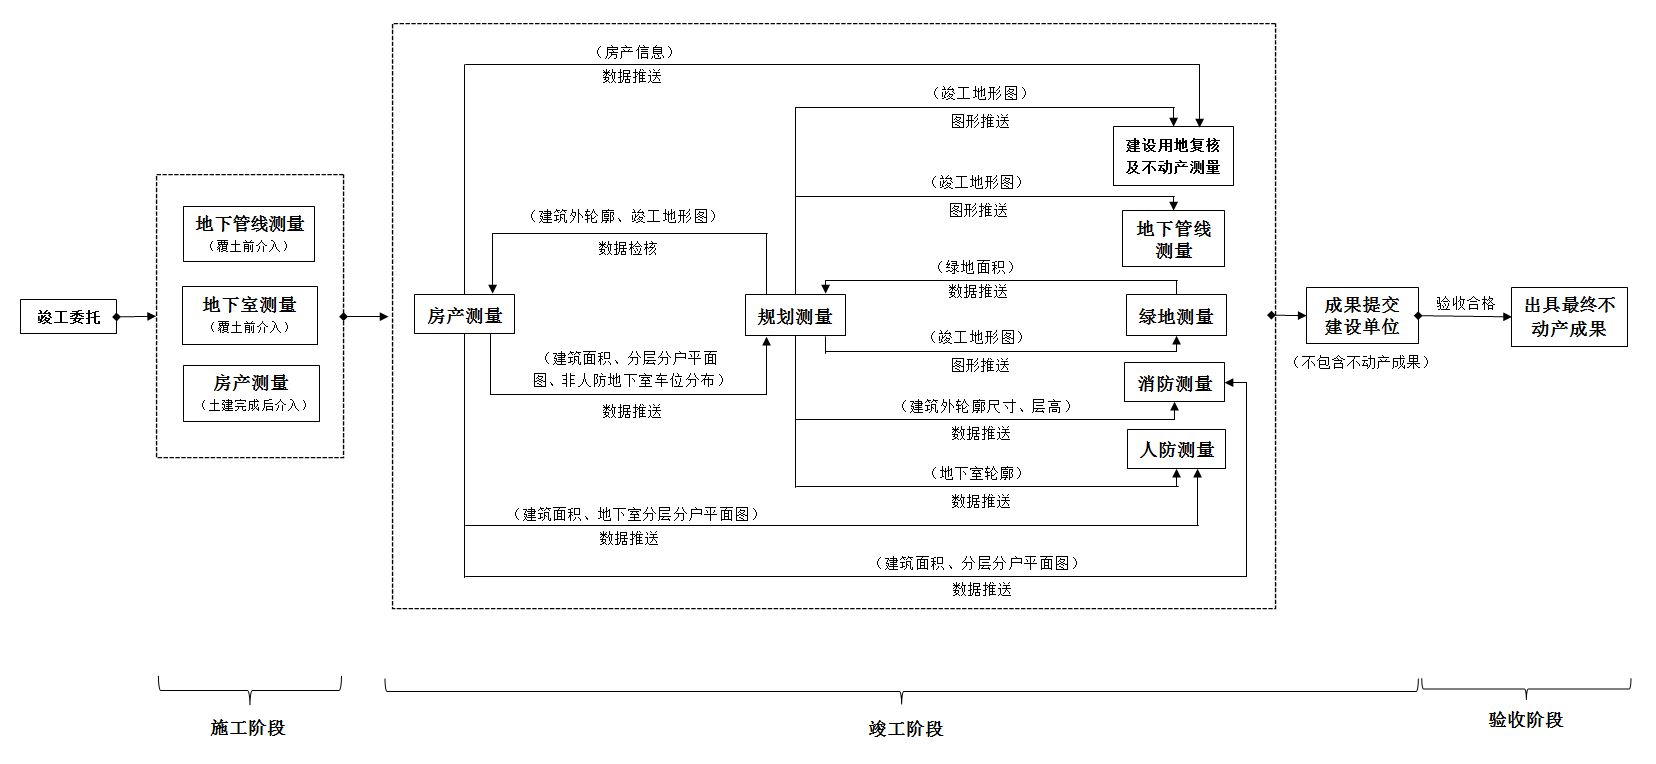 竣工委托
地下管线测量
（覆土前介入）
地下室测量
（覆土前介入）
房产测量
（土建完成后介入）
（房产信息）
数据推送
（竣工地形图）
图形推送
建设用地复核
及不动产测量
（竣工地形图）
图形推送
地下管线
测量
（建筑外轮廓、竣工地形图）
数据检核
（绿地面积）
数据推送
房产测量
规划测量
绿地测量
（竣工地形图）
图形推送
（建筑面积、分层分户平面
图、非人防地下室车位分布）
数据推送
消防测量
（建筑外轮廓尺寸、层高）
数据推送
人防测量
（地下室轮廓）
数据推送
（建筑面积、地下室分层分户平面图）
数据推送
（建筑面积、分层分户平面图）
数据推送
成果提交
建设单位
（不包含不动产成果）
验收合格
出具最终不
动产成果
施工阶段
竣工阶段
验收阶段